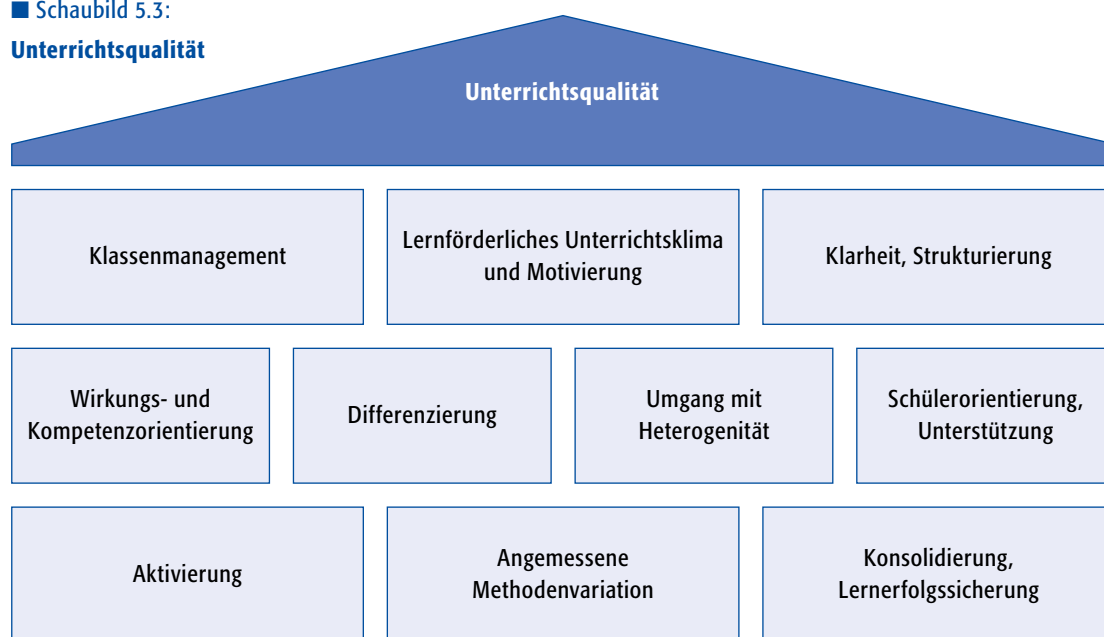 ■ Schaubild 5.3:
Unterrichtsqualität
Unterrichtsqualität
Klassenmanagement
Lernförderliches Unterrichtsklima
und Motivierung
Klarheit, Strukturierung
Wirkungs- und
Kompetenzorientierung
Differenzierung
Umgang mit
Heterogenität
Schülerorientierung,
Unterstützung
Aktivierung
Angemessene
Methodenvariation
Konsolidierung,
Lernerfolgssicherung